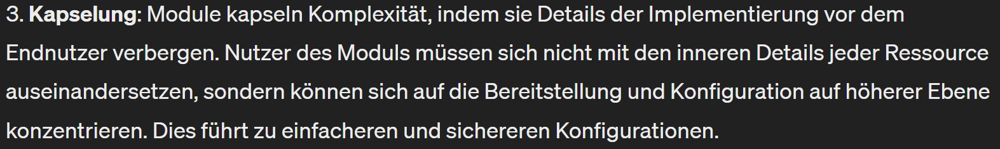 3. Kapselung: Module kapseln Komplexität, indem sie Details der Implementierung vor dem
Endnutzer verbergen. Nutzer des Moduls müssen sich nicht mit den inneren Details jeder Ressource
auseinandersetzen, sondern können sich auf die Bereitstellung und Konfiguration auf höherer Ebene
konzentrieren. Dies führt zu einfacheren und sichereren Konfigurationen.